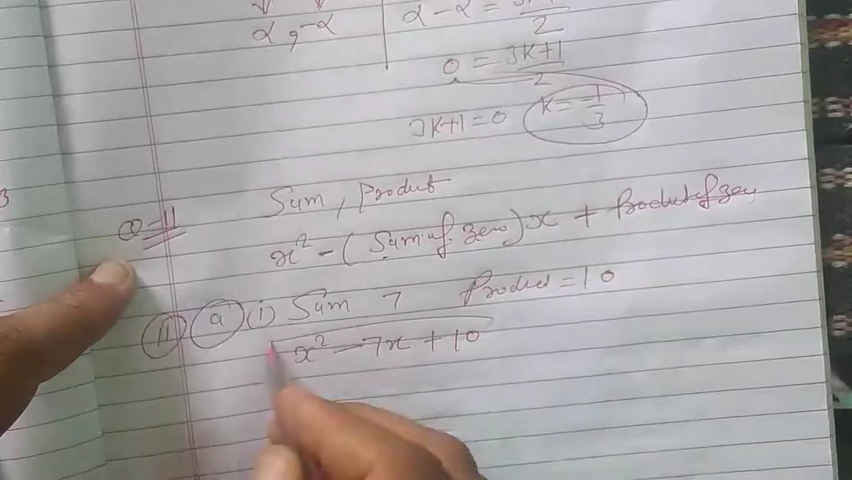 α, -α
α - α =
2
0 = 3K+1
2
3K+1=0 K = -1
3
Q-11
Sum, Product
x² - (Sum of zero)x + Product of zero
11 a (i) Sum 7 Product = 10
x² - 7x + 10